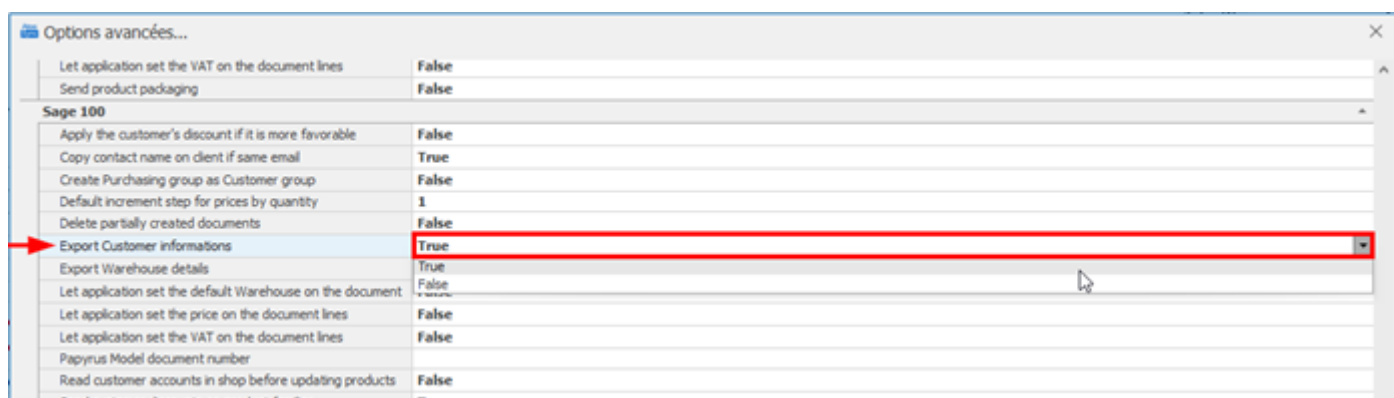 Options avancées...
Let application set the VAT on the document lines False
Send product packaging False
Sage 100
Apply the customer's discount if it is more favorable False
Copy contact name on client if same email True
Create Purchasing group as Customer group False
Default increment step for prices by quantity 1
Delete partially created documents False
Export Customer informations True
Export Warehouse details True
Let application set the default Warehouse on the document False
Let application set the price on the document lines False
Let application set the VAT on the document lines False
Papyrus Model document number
Read customer accounts in shop before updating products False